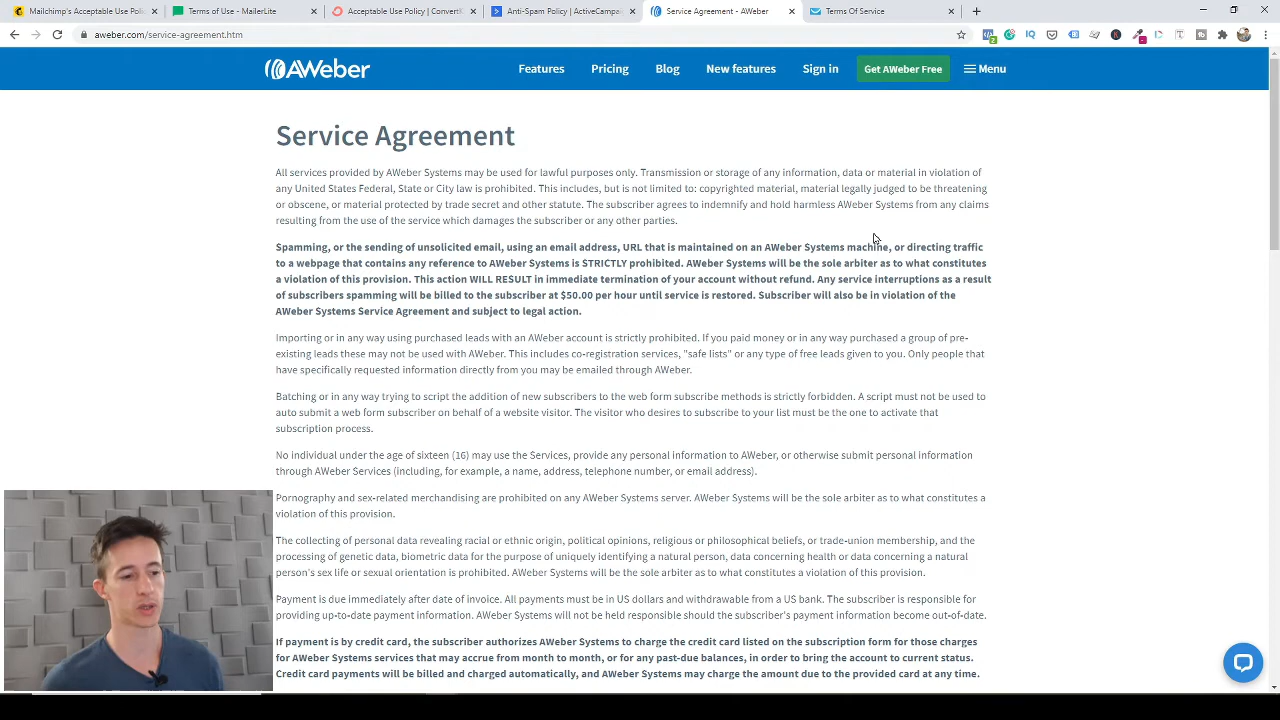 Mailchimp's Acceptable Use Polic
Terms of Use - MailerLite
Acceptable Use Policy | ConvertK
Anti-Spam Policy | ActiveCampa
Service Agreement - AWeber
Terms Of Service
aweber.com/service-agreement.htm
AWeber
Features
Pricing
Blog
New features
Sign in
Get AWeber Free
Menu
Service Agreement
All services provided by AWeber Systems may be used for lawful purposes only. Transmission or storage of any information, data or material in violation of
any United States Federal, State or City law is prohibited. This includes, but is not limited to: copyrighted material, material legally judged to be threatening
or obscene, or material protected by trade secret and other statute. The subscriber agrees to indemnify and hold harmless AWeber Systems from any claims
resulting from the use of the service which damages the subscriber or any other parties.
Spamming, or the sending of unsolicited email, using an email address, URL that is maintained on an AWeber Systems machine, or directing traffic
to a webpage that contains any reference to AWeber Systems is STRICTLY prohibited. AWeber Systems will be the sole arbiter as to what constitutes
a violation of this provision. This action WILL RESULT in immediate termination of your account without refund. Any service interruptions as a result
of subscribers spamming will be billed to the subscriber at $50.00 per hour until service is restored. Subscriber will also be in violation of the
AWeber Systems Service Agreement and subject to legal action.
Importing or in any way using purchased leads with an AWeber account is strictly prohibited. If you paid money or in any way purchased a group of pre-
existing leads these may not be used with AWeber. This includes co-registration services, "safe lists" or any type of free leads given to you. Only people that
have specifically requested information directly from you may be emailed through AWeber.
Batching or in any way trying to script the addition of new subscribers to the web form subscribe methods is strictly forbidden. A script must not be used to
auto submit a web form subscriber on behalf of a website visitor. The visitor who desires to subscribe to your list must be the one to activate that
subscription process.
No individual under the age of sixteen (16) may use the Services, provide any personal information to AWeber, or otherwise submit personal information
through AWeber Services (including, for example, a name, address, telephone number, or email address).
Pornography and sex-related merchandising are prohibited on any AWeber Systems server. AWeber Systems will be the sole arbiter as to what constitutes a
violation of this provision.
The collecting of personal data revealing racial or ethnic origin, political opinions, religious or philosophical beliefs, or trade-union membership, and the
processing of genetic data, biometric data for the purpose of uniquely identifying a natural person, data concerning health or data concerning a natural
person's sex life or sexual orientation is prohibited. AWeber Systems will be the sole arbiter as to what constitutes a violation of this provision.
Payment is due immediately after date of invoice. All payments must be in US dollars and withdrawable from a US bank. The subscriber is responsible for
providing up-to-date payment information. AWeber Systems will not be held responsible should the subscriber's payment information become out-of-date.
If payment is by credit card, the subscriber authorizes AWeber Systems to charge the credit card listed on the subscription form for those charges
for AWeber Systems services that may accrue from month to month, or for any past-due balances, in order to bring the account to current status.
Credit card payments will be billed and charged automatically, and AWeber Systems may charge the amount due to the provided card at any time.